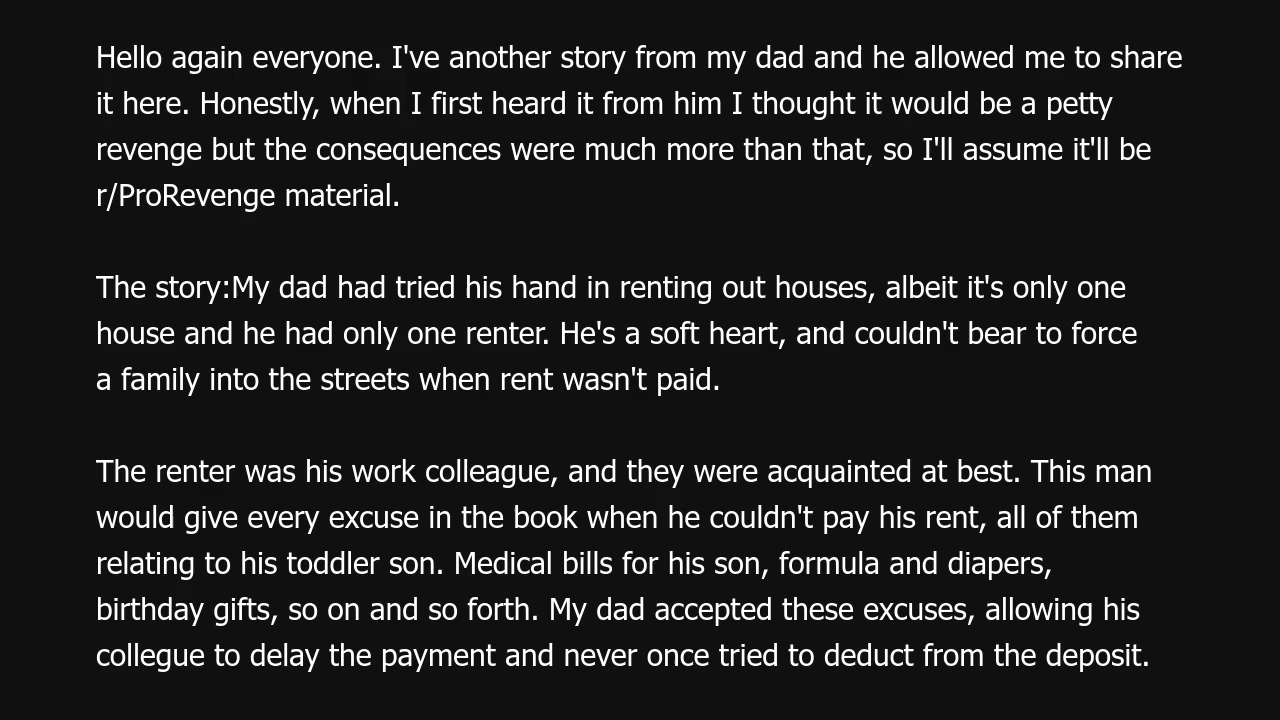 Hello again everyone. I've another story from my dad and he allowed me to share
it here. Honestly, when I first heard it from him I thought it would be a petty
revenge but the consequences were much more than that, so I'll assume it'll be
r/ProRevenge material.
The story:My dad had tried his hand in renting out houses, albeit it's only one
house and he had only one renter. He's a soft heart, and couldn't bear to force
a family into the streets when rent wasn't paid.
The renter was his work colleague, and they were acquainted at best. This man
would give every excuse in the book when he couldn't pay his rent, all of them
relating to his toddler son. Medical bills for his son, formula and diapers,
birthday gifts, so on and so forth. My dad accepted these excuses, allowing his
collegue to delay the payment and never once tried to deduct from the deposit.